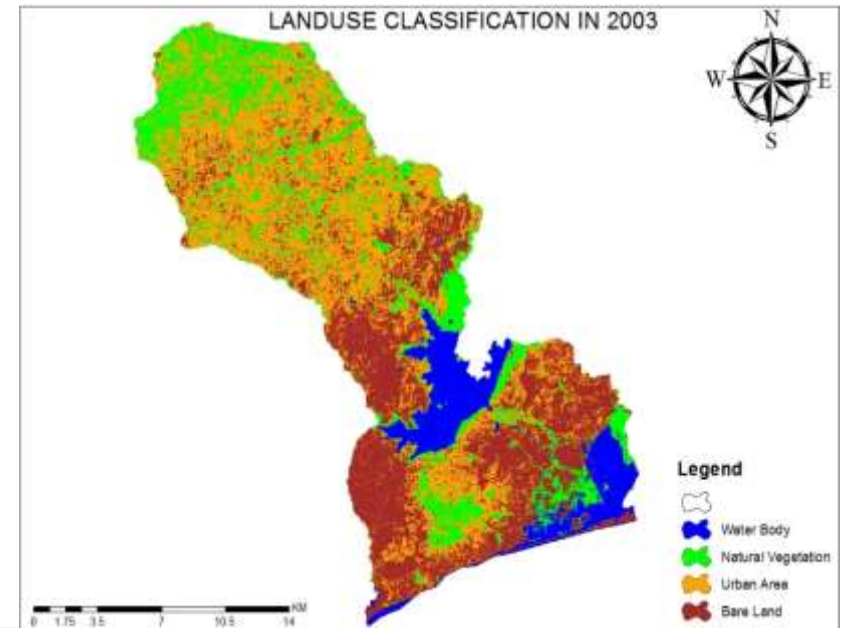 LANDUSE CLASSIFICATION IN 2003
N
W E
S
Legend
Water Body
Natural Vegetation
Urban Area
Bare Land
KM
0 1.75 3.5 7 10.5 14